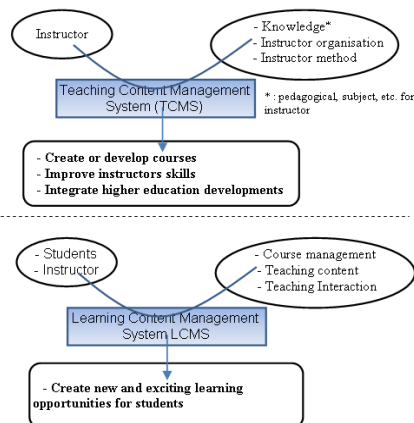 Instructor
- Knowledge*
- Instructor organisation
- Instructor method
Teaching Content Management
System (TCMS)
* : pedagogical, subject, etc. for
instructor
- Create or develop courses
- Improve instructors skills
- Integrate higher education developments
- Students
- Instructor
- Course management
- Teaching content
- Teaching Interaction
Learning Content Management
System LCMS
- Create new and exciting learning
opportunities for students